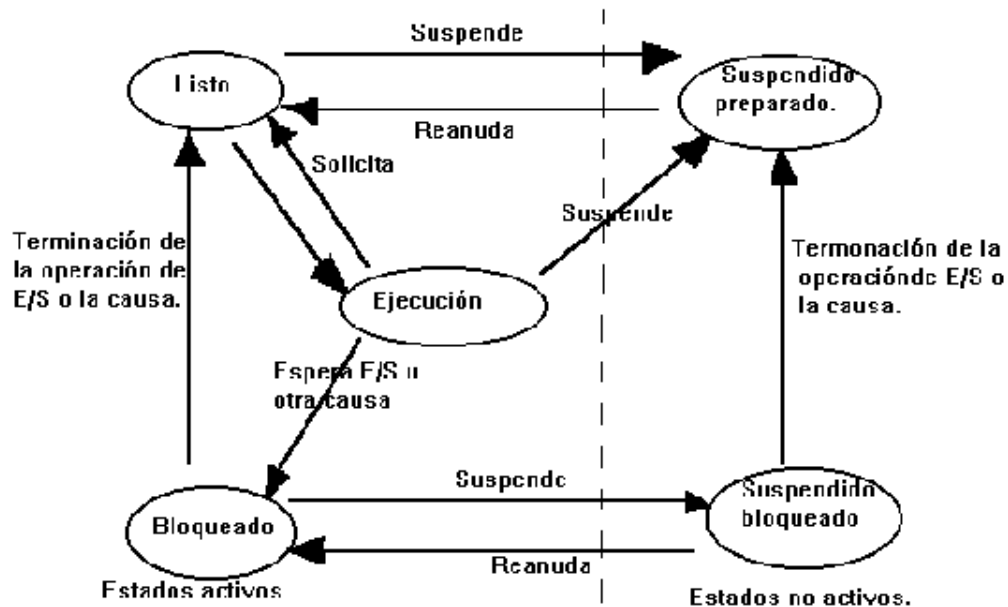 Suspende
Listo
Suspendido
preparado.
Reanuda
Solicita
Suspende
Terminación de
la operación de
E/S o la causa.
Termonación de la
operaciónde E/S o
la causa.
Ejecución
Espera E/S u
otra causa
Suspende
Suspendido
bloqueado
Bloqueado
Reanuda
Estados activos
Estados no activos.